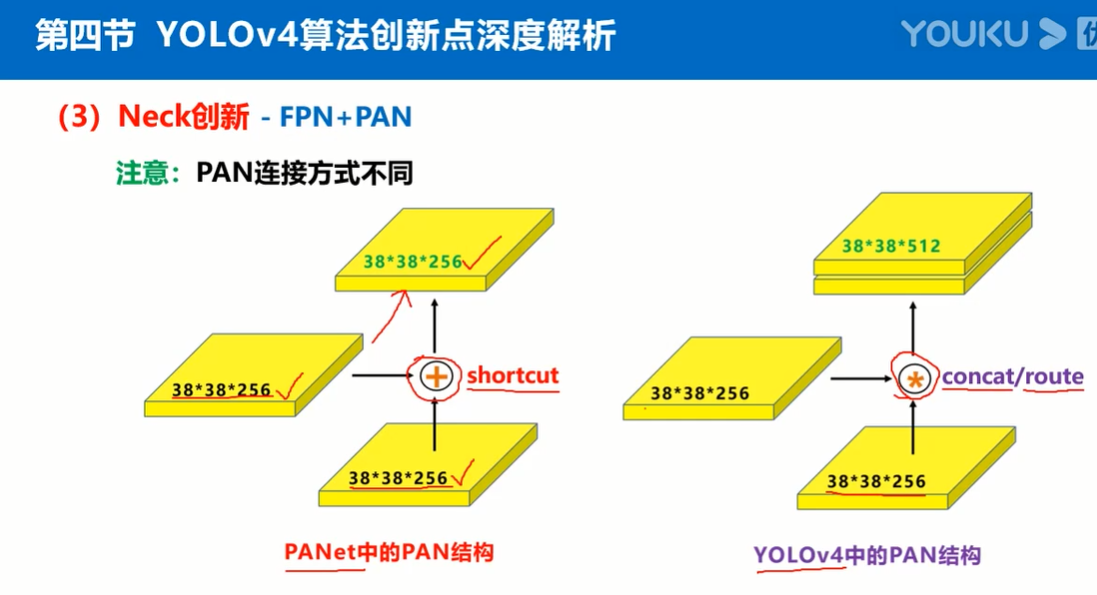 第四节 YOLOv4算法创新点深度解析
YOUKU
（3）Neck创新 - FPN+PAN
注意：PAN连接方式不同
38*38*256
38*38*512
38*38*256
shortcut
38*38*256
concat/route
38*38*256
38*38*256
PANet中的PAN结构
YOLOv4中的PAN结构